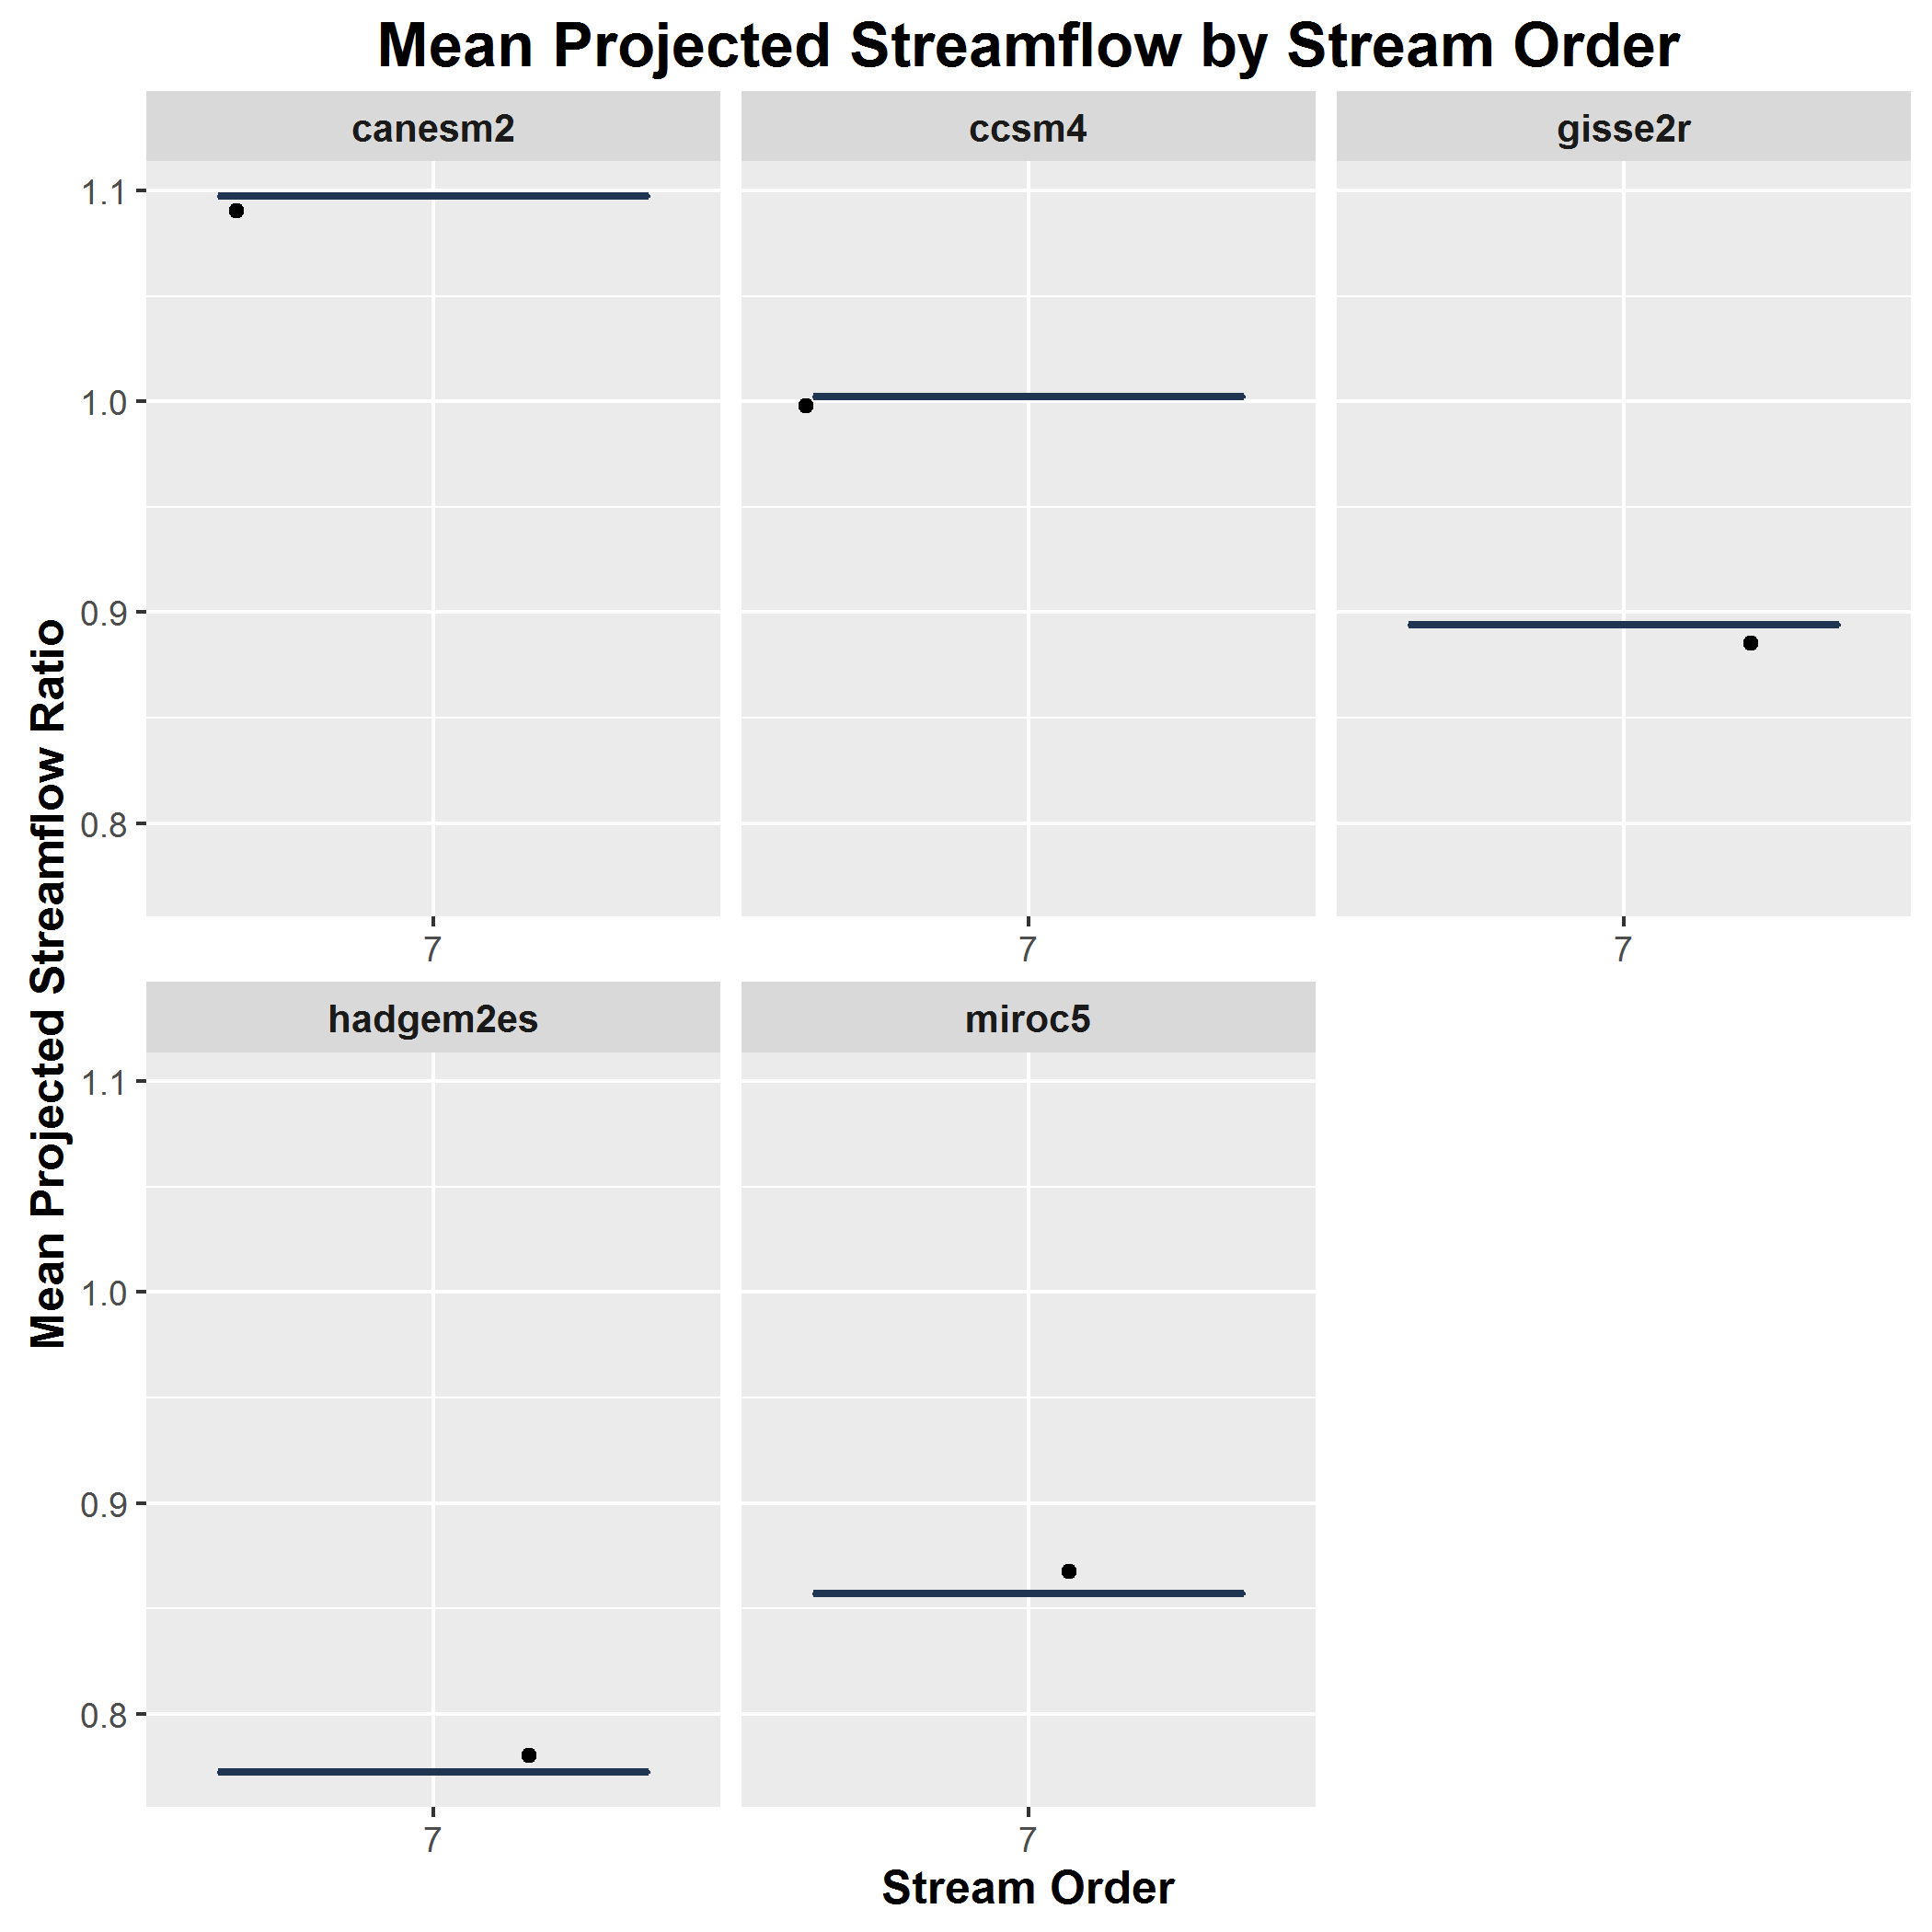 Mean Projected Streamflow by Stream Order
canesm2
ccsm4
gisse2r
1.1
1.0
0.9
0.8
7
7
7
Mean Projected Streamflow Ratio
hadgem2es
miroc5
1.1
1.0
0.9
0.8
7
7
Stream Order